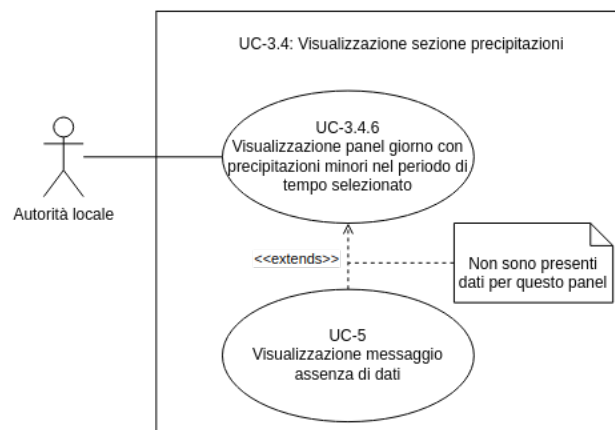 UC-3.4: Visualizzazione sezione precipitazioni
UC-3.4.6
Visualizzazione panel giorno con
precipitazioni minori nel periodo di
tempo selezionato
Autorità locale
<<extends>>
Non sono presenti
dati per questo panel
UC-5
Visualizzazione messaggio
assenza di dati